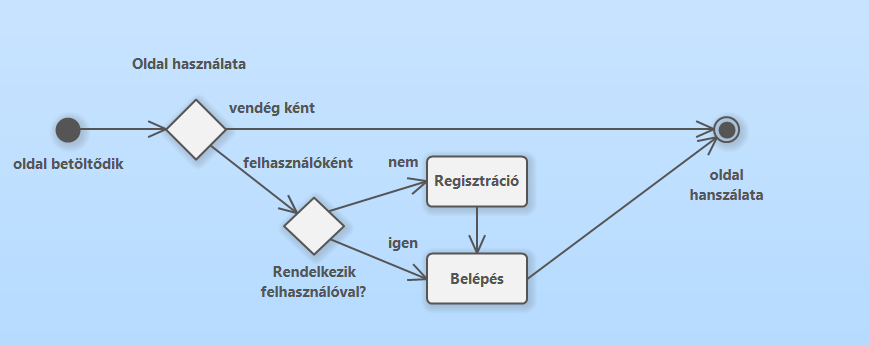 Oldal használata
vendég ként
oldal betöltődik
felhasználóként
nem
Regisztráció
oldal
hanszálata
igen
Rendelkezik
felhasználóval?
Belépés